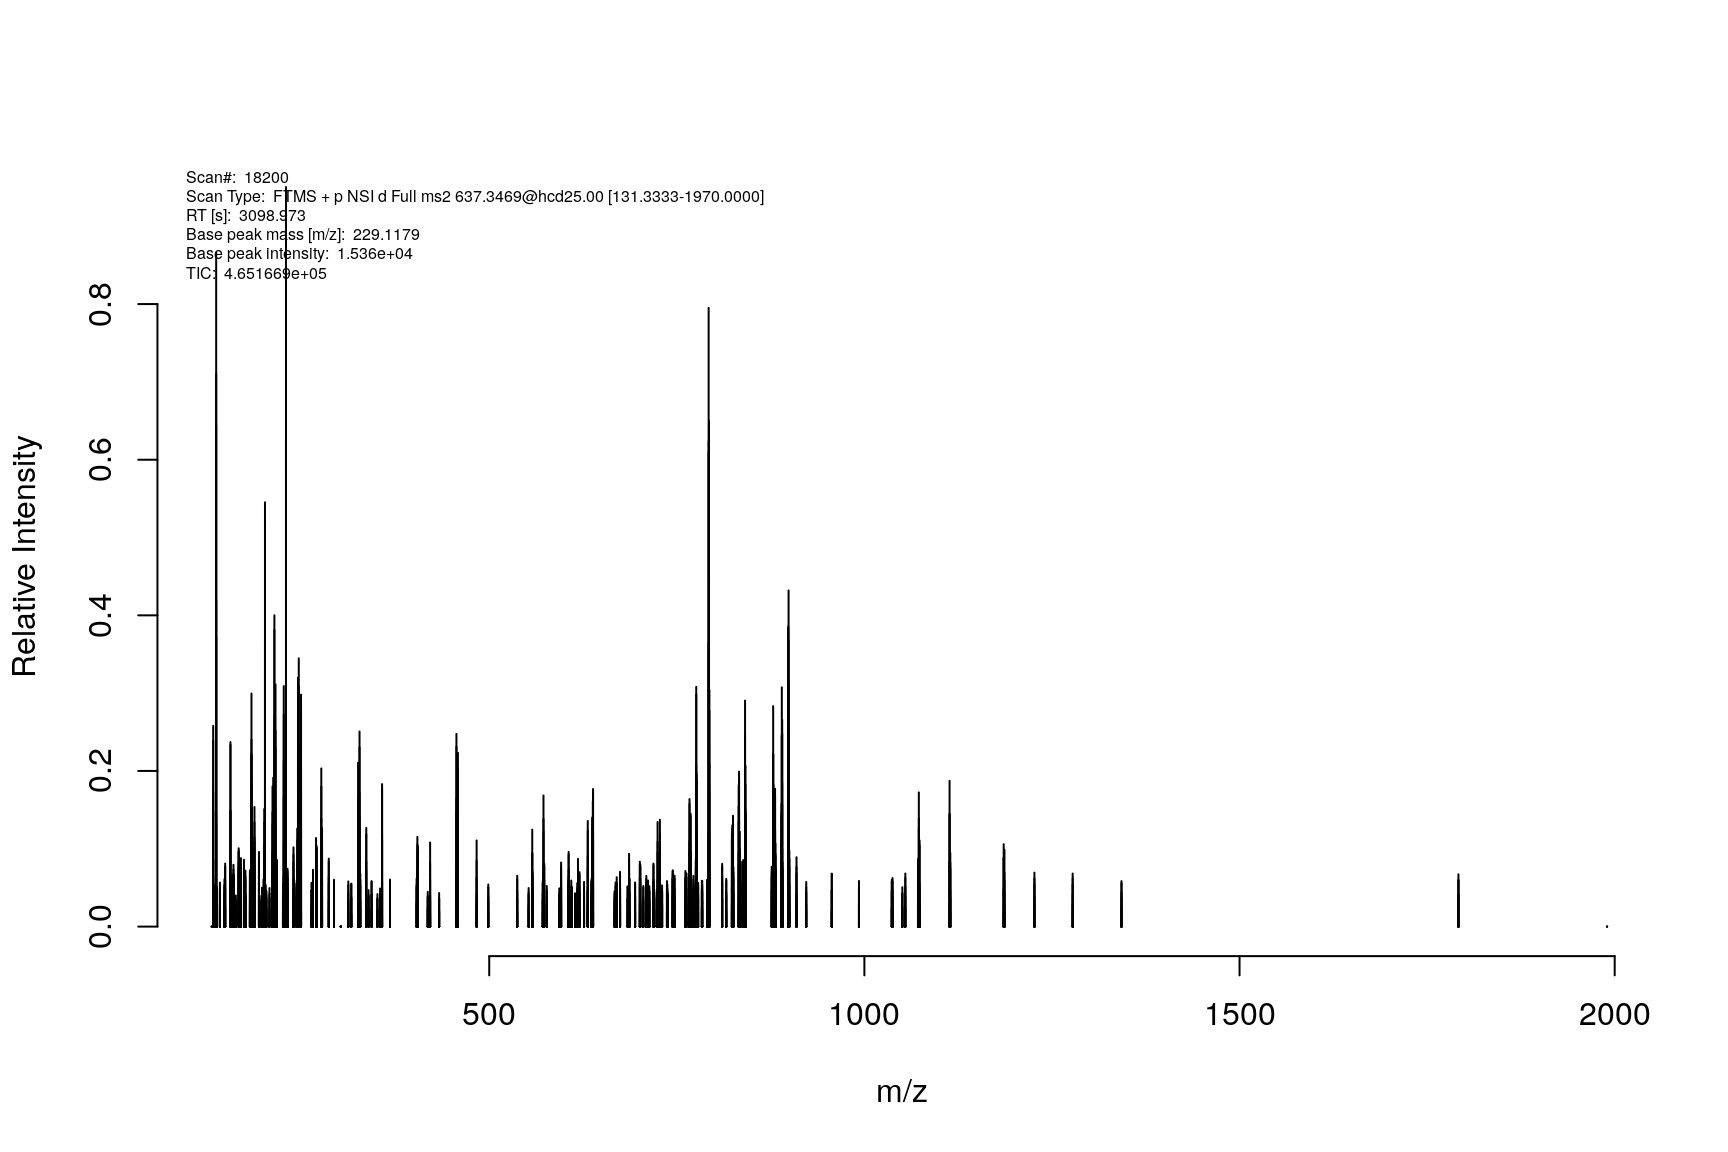 Scan#: 18200
Scan Type: FTMS + p NSI d Full ms2 637.3469@hcd25.00 [131.3333-1970.0000]
RT [s]: 3098.973
Base peak mass [m/z]: 229.1179
Base peak intensity: 1.536e+04
TIC: 4.651669e+05
0.8
0.6
0.4
0.2
0.0
Relative Intensity
500 1000 1500 2000
m/z